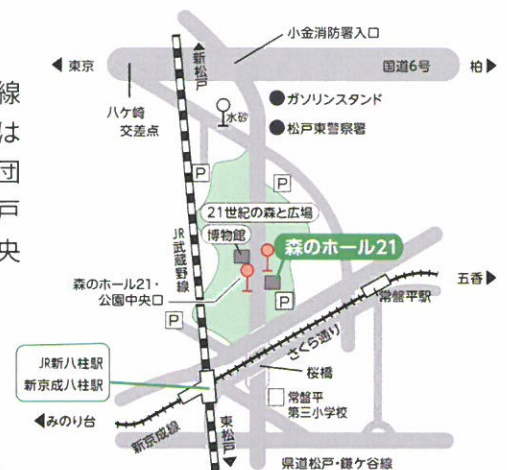 線
は
団
戸
央
小金消防署入口
◀東京
新松戸
国道6号
柏▶
八ケ崎
交差点
水砂
●ガソリンスタンド
●松戸東警察署
P
P
21世紀の森と広場
博物館
森のホール21
JR武蔵野線
森のホール21・
公園中央口
P
P
五香▶
常盤平駅
さくら通り
JR新八柱駅
新京成八柱駅
桜橋
常盤平
第三小学校
◀みのり台
新京成線
東松戸
県道松戸・鎌ケ谷線